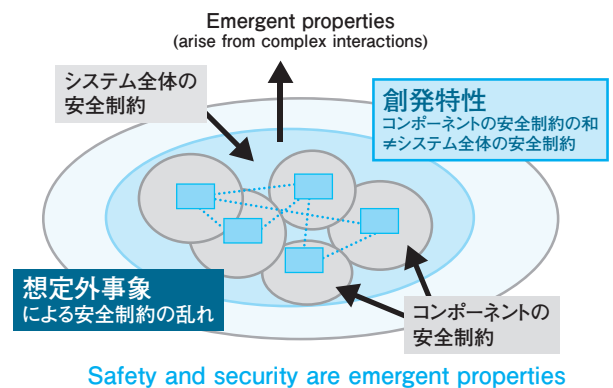 Emergent properties
(arise from complex interactions)
システム全体の
安全制約
創発特性
コンポーネントの安全制約の和
≠システム全体の安全制約
想定外事象
による安全制約の乱れ
コンポーネントの
安全制約
Safety and security are emergent properties